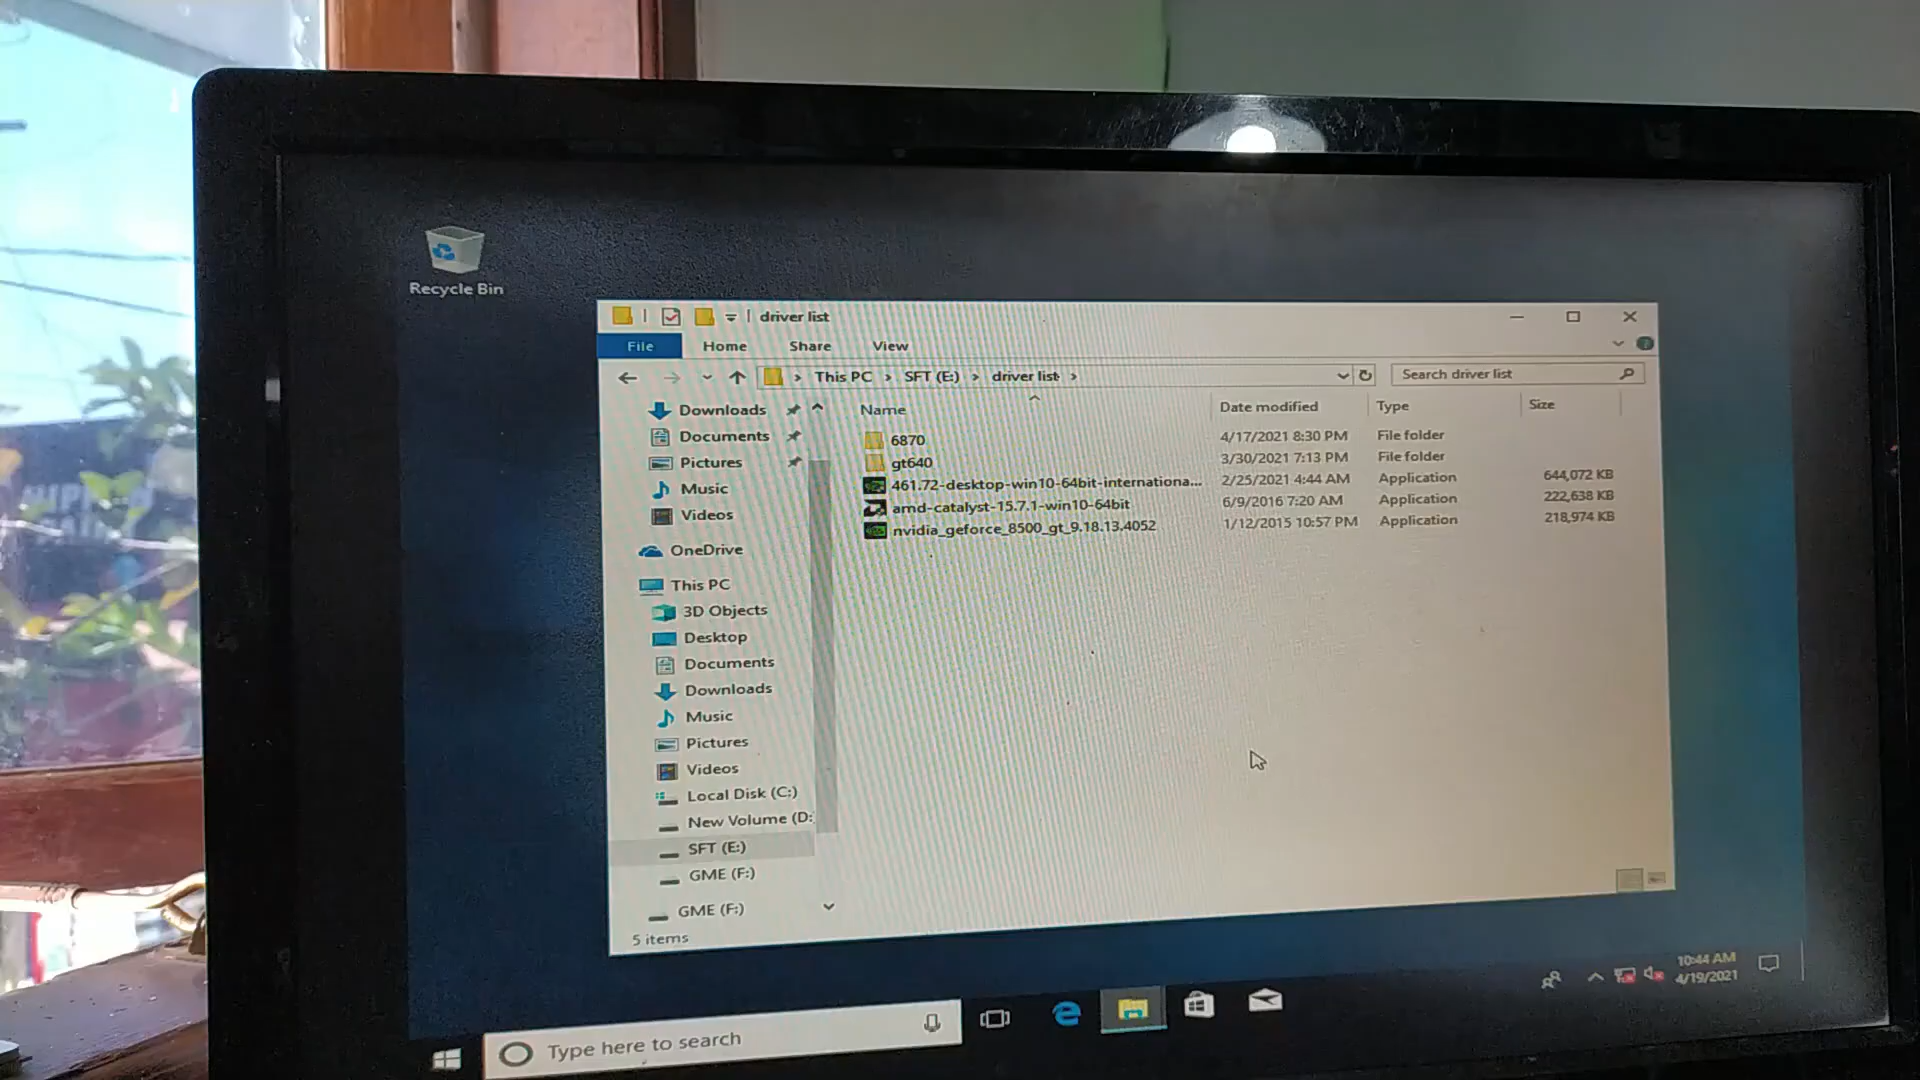 Recycle Bin
driver list
File Home Share View
This PC › SFT (E:) › driver list ›
Search driver list
Name Date modified Type Size
6870 4/17/2021 8:30 PM File folder
gt640 3/30/2021 7:13 PM File folder
461.72-desktop-win10-64bit-internationa... 2/25/2021 4:44 AM Application 644,072 KB
amd-catalyst-15.7.1-win10-64bit 6/9/2016 7:20 AM Application 222,638 KB
nvidia_geforce_8500_gt_9.18.13.4052 1/12/2015 10:57 PM Application 218,974 KB
Downloads
Documents
Pictures
Music
Videos
OneDrive
This PC
3D Objects
Desktop
Documents
Downloads
Music
Pictures
Videos
Local Disk (C:)
New Volume (D:
SFT (E:)
GME (F:)
GME (F:)
5 items
10:44 AM
4/19/2021
Type here to search